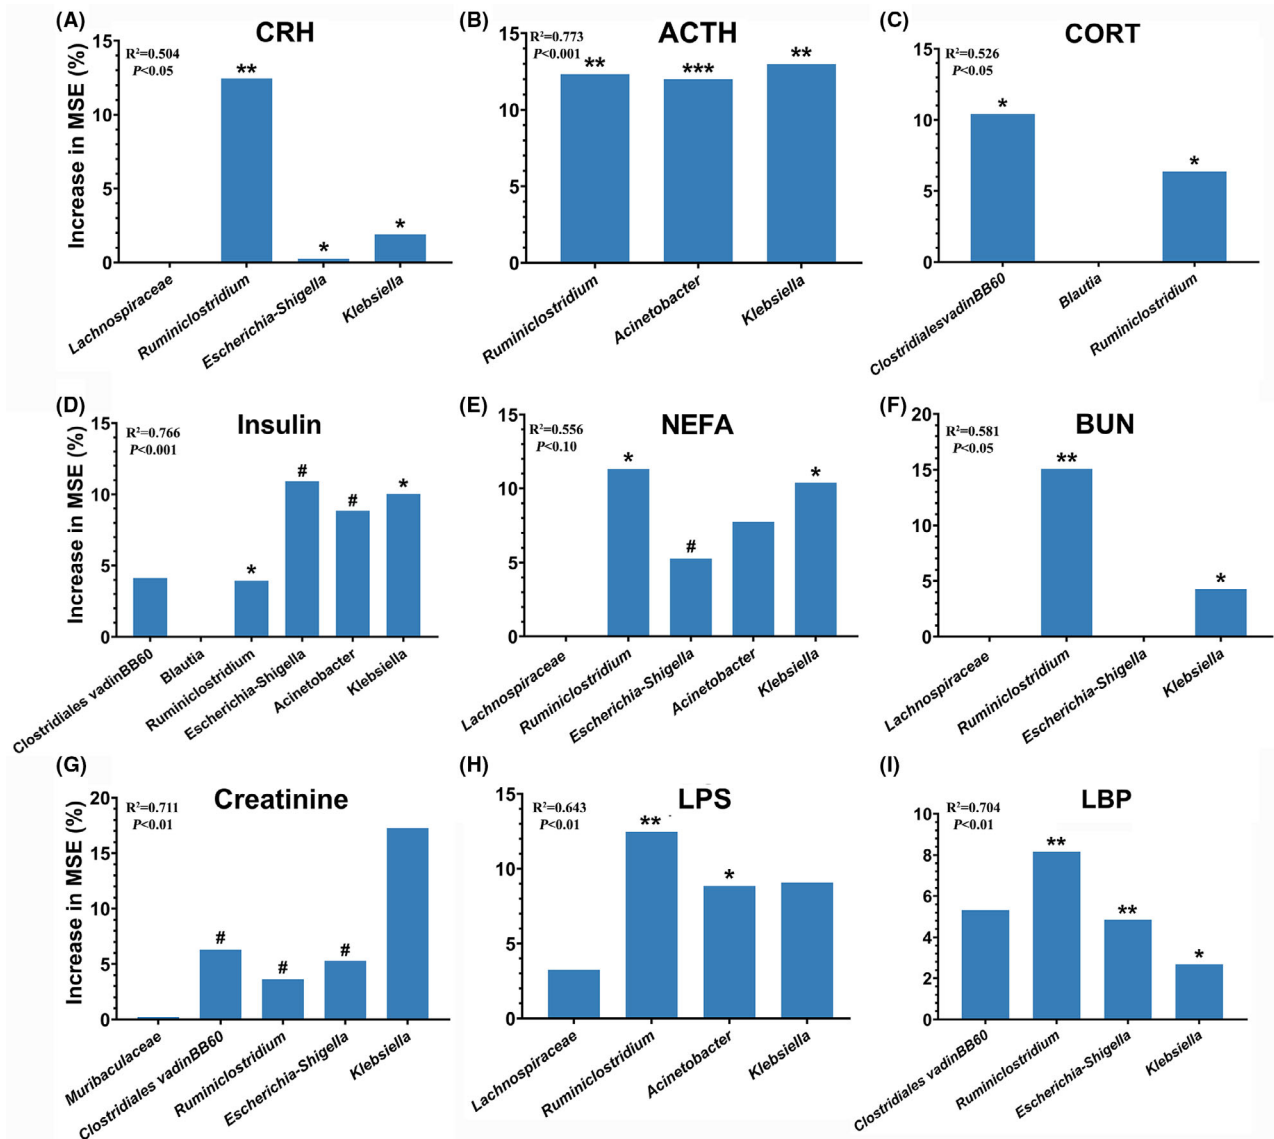 (A)
CRH
R²=0.504
P<0.05
Increase in MSE (%)
15
10
5
0
**
*
*
Lachnospiraceae
Ruminiclostridium
Escherichia-Shigella
Klebsiella
(B)
ACTH
R²=0.773
P<0.001
15
10
5
0
**
***
**
Ruminiclostridium
Acinetobacter
Klebsiella
(C)
CORT
R²=0.526
P<0.05
15
10
5
0
*
*
ClostridialesvadinBB60
Blautia
Ruminiclostridium
(D)
Insulin
R²=0.766
P<0.001
Increase in MSE (%)
15
10
5
0
*
#
#
*
Clostridiales vadinBB60
Blautia
Ruminiclostridium
Escherichia-Shigella
Acinetobacter
Klebsiella
(E)
NEFA
R²=0.556
P<0.10
15
10
5
0
*
#
*
Lachnospiraceae
Ruminiclostridium
Escherichia-Shigella
Acinetobacter
Klebsiella
(F)
BUN
R²=0.581
P<0.05
20
15
10
5
0
**
*
Lachnospiraceae
Ruminiclostridium
Escherichia-Shigella
Klebsiella
(G)
Creatinine
R²=0.711
P<0.01
Increase in MSE (%)
20
15
10
5
0
#
#
#
Muribaculaceae
Clostridiales vadinBB60
Ruminiclostridium
Escherichia-Shigella
Klebsiella
(H)
LPS
R²=0.643
P<0.01
15
10
5
0
**
*
Lachnospiraceae
Ruminiclostridium
Acinetobacter
Klebsiella
(I)
LBP
R²=0.704
P<0.01
10
8
6
4
2
0
**
**
*
Clostridiales vadinBB60
Ruminiclostridium
Escherichia-Shigella
Klebsiella